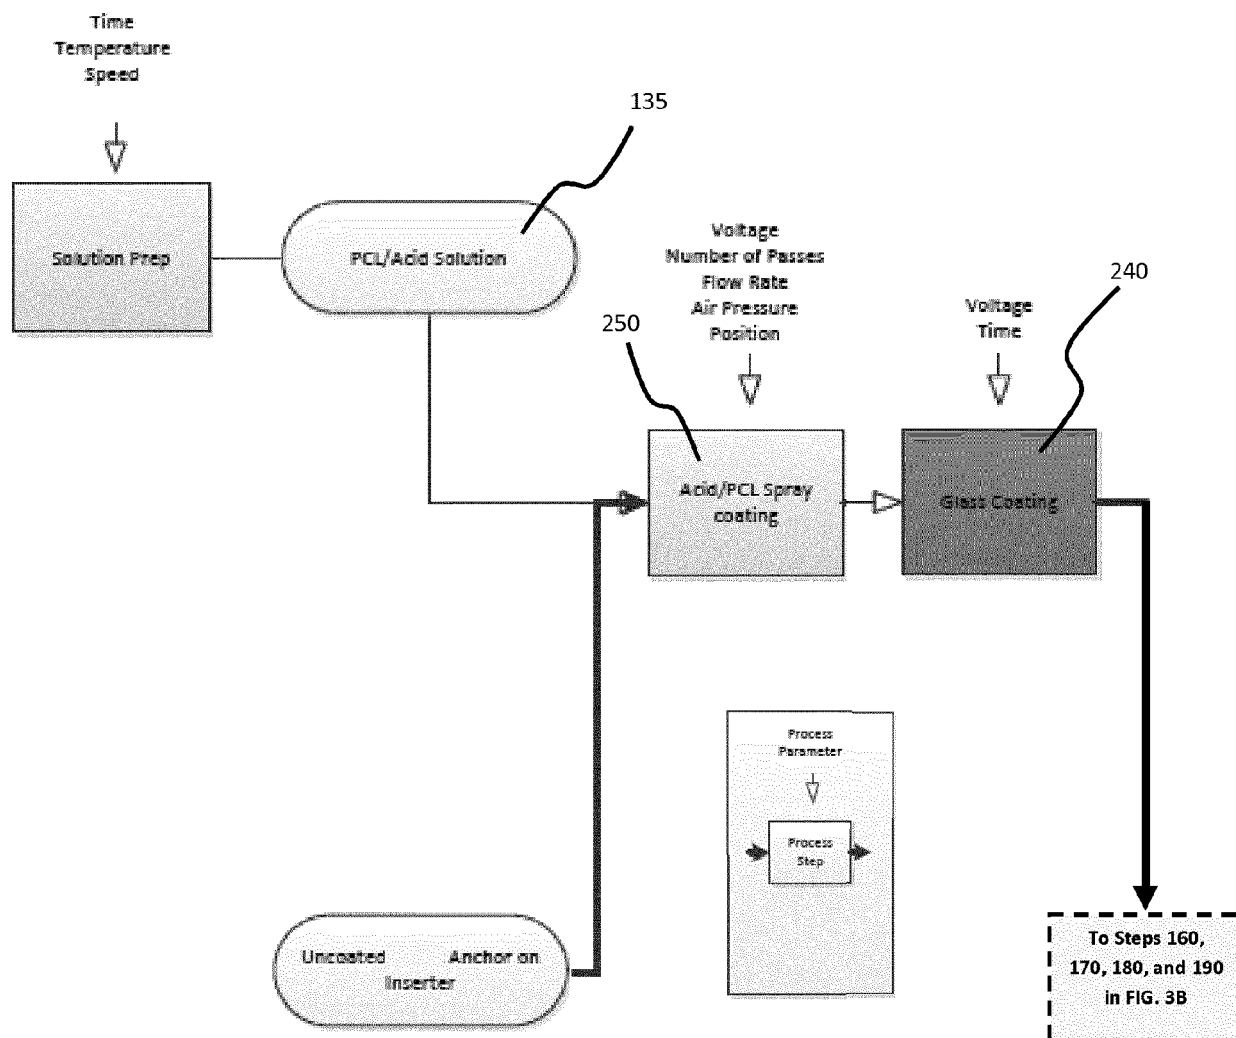 Time
Temperature
Speed
135
Solution Prep
PCL/Acid Solution
Voltage
Number of Passes
Flow Rate
Air Pressure
Position
240
Voltage
Time
250
Acid/PCL Spray
coating
Glass Coating
Process
Parameter
Process
Step
Uncoated Anchor on
Inserter
To Steps 160,
170, 180, and 190
in FIG. 3B